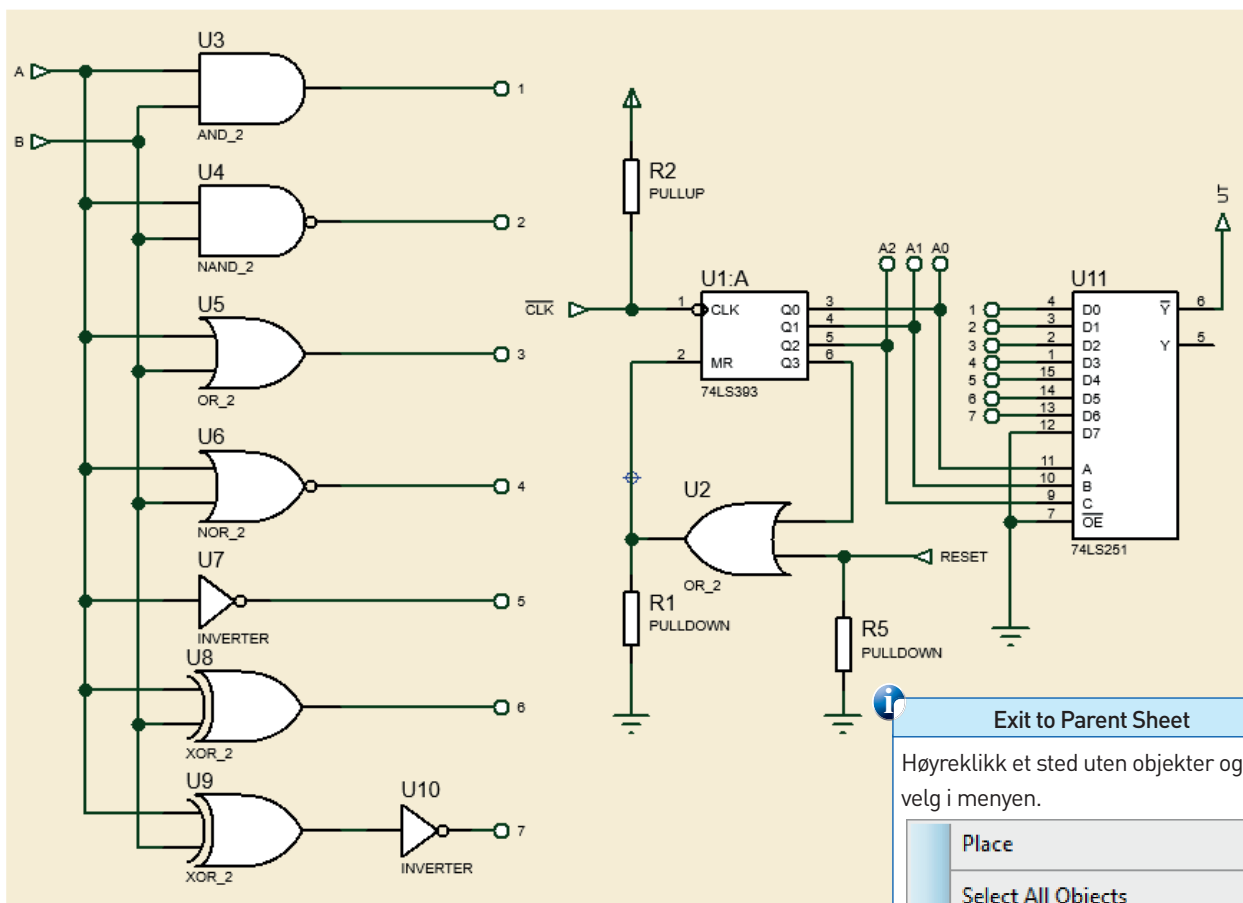 U3
A
1
B
AND_2
U4
2
NAND_2
U5
3
OR_2
U6
4
NOR_2
U7
5
INVERTER
U8
6
XOR_2
U9
U10
7
INVERTER
XOR_2
R2
PULLUP
CLK
U1:A
1 CLK Q0 3
Q1 4
Q2 5
2 MR Q3 6
74LS393
A2 A1 A0
U2
OR_2
RESET
R1
PULLDOWN
R5
PULLDOWN
UT
U11
1 4 D0 Y 6
2 3 D1
3 2 D2 Y 5
4 1 D3
5 15 D4
6 14 D5
7 13 D6
12 D7
11 A
10 B
9 C
7 OE
74LS251
i
Exit to Parent Sheet
Høyreklikk et sted uten objekter og
velg i menyen.
Place
Select All Objects